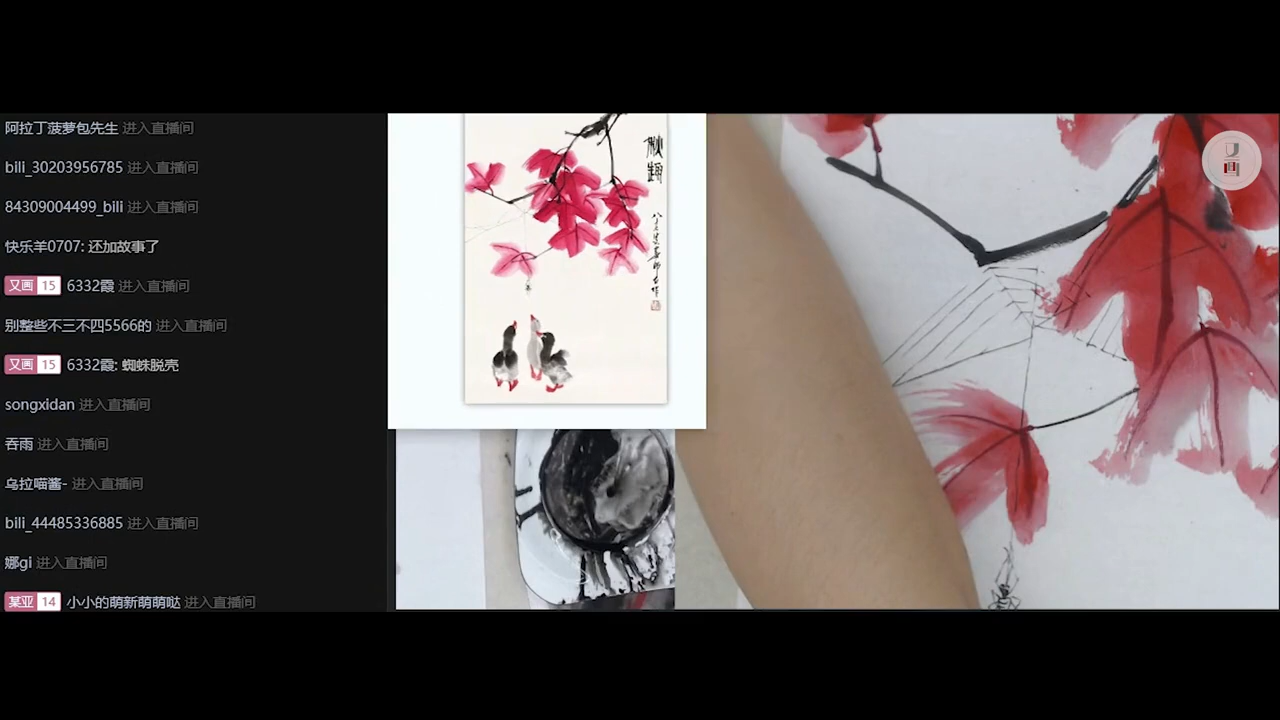 阿拉丁菠萝包先生 进入直播间
bili_30203956785 进入直播间
84309004499_bili 进入直播间
快乐羊0707: 还加故事了
又画 15 6332霞 进入直播间
别整些不三不四5566的 进入直播间
又画 15 6332霞: 蜘蛛脱壳
songxidan 进入直播间
吞雨 进入直播间
乌拉喵酱- 进入直播间
bili_44485336885 进入直播间
娜gi 进入直播间
某亚 14 小小的萌新萌萌哒 进入直播间